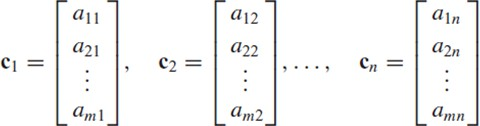 c₁ = [a₁₁ a₂₁ ⋮ aₘ₁], c₂ = [a₁₂ a₂₂ ⋮ aₘ₂], . . . , cₙ = [a₁ₙ a₂ₙ ⋮ aₘₙ]